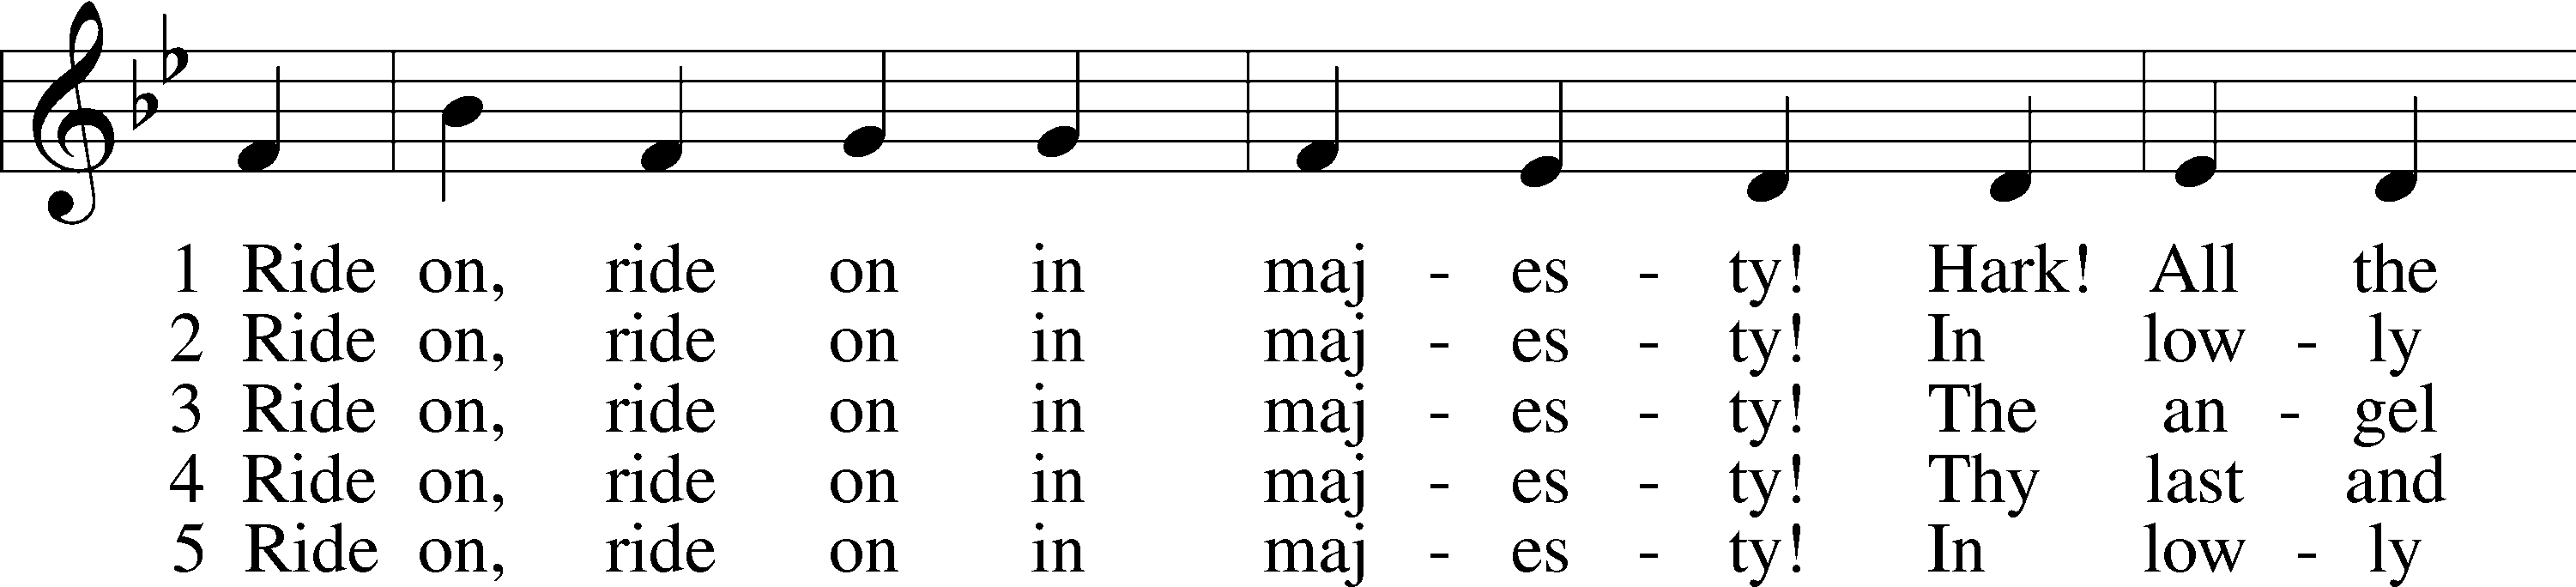 1 Ride on, ride on in maj - es - ty! Hark! All the
2 Ride on, ride on in maj - es - ty! In low - ly
3 Ride on, ride on in maj - es - ty! The an - gel
4 Ride on, ride on in maj - es - ty! Thy last and
5 Ride on, ride on in maj - es - ty! In low - ly